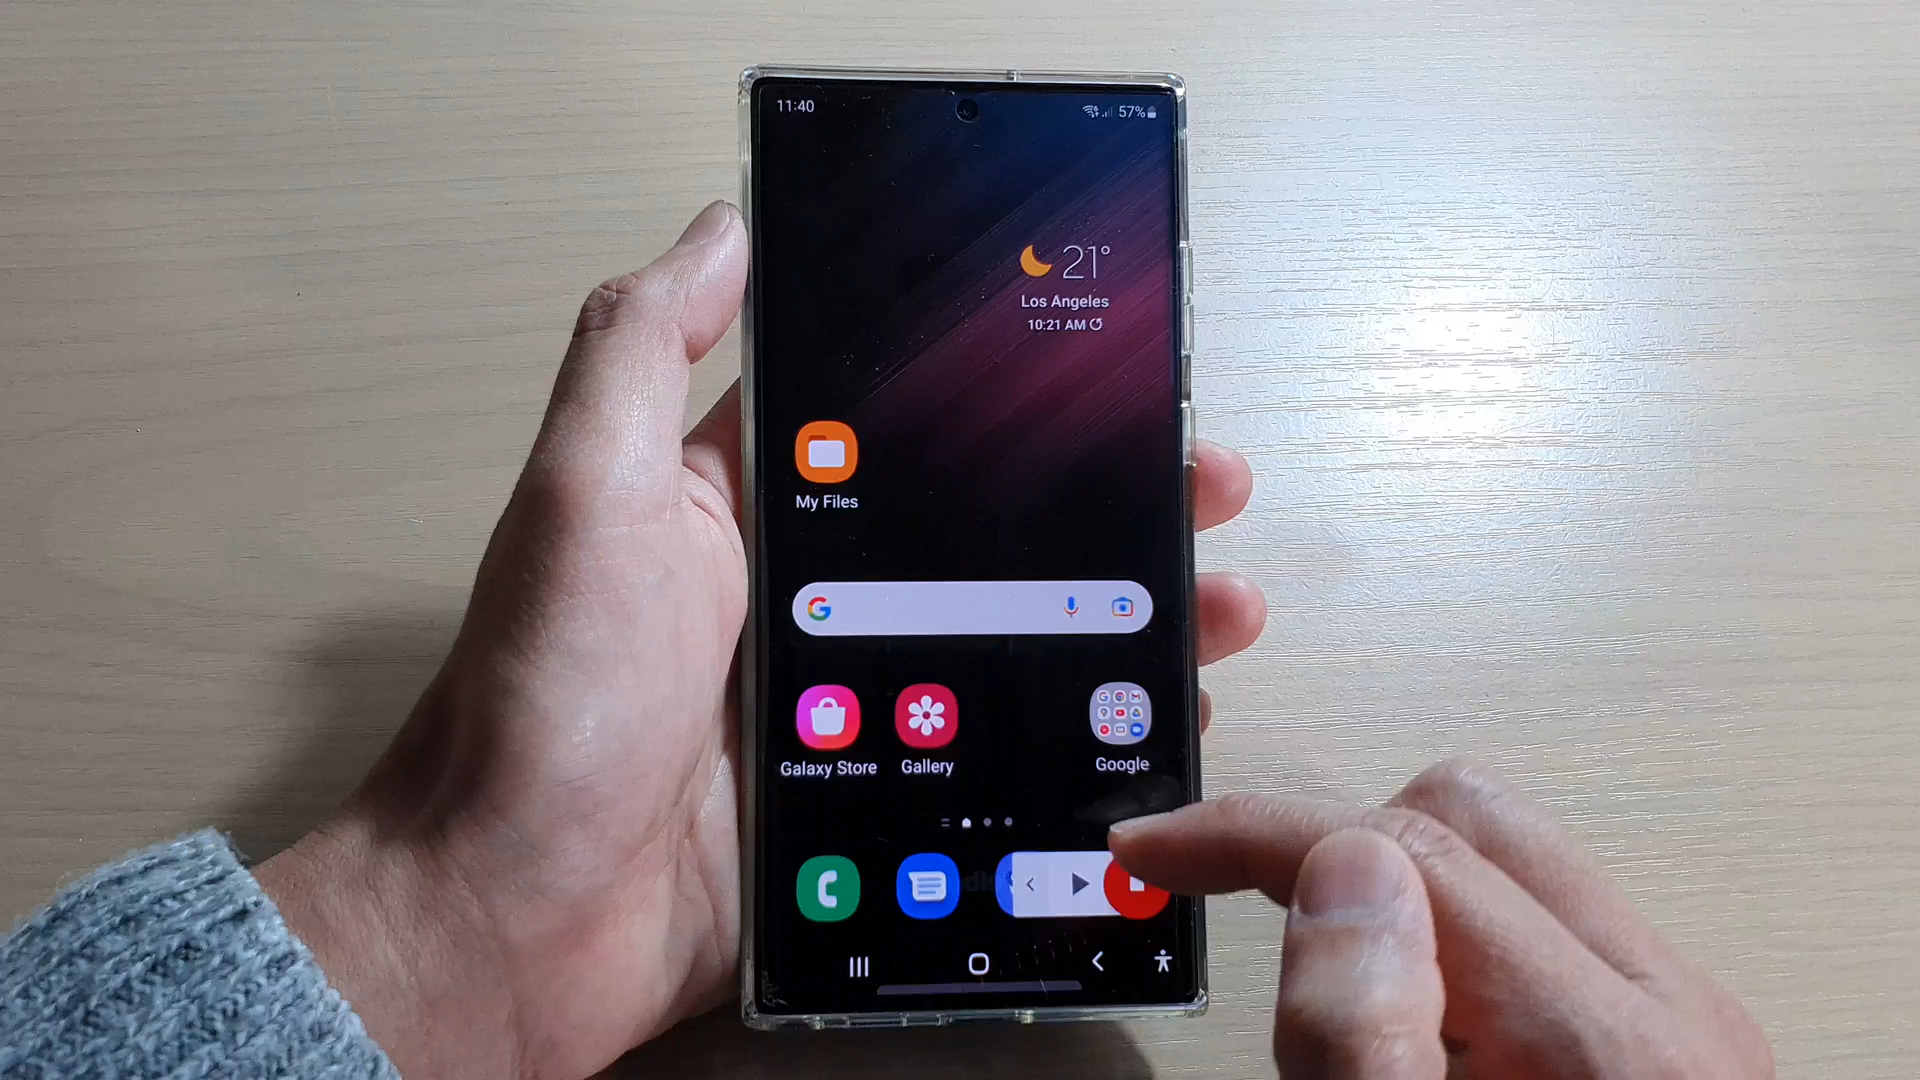 11:40
57%
21°
Los Angeles
10:21 AM
My Files
G
Galaxy Store
Gallery
Google